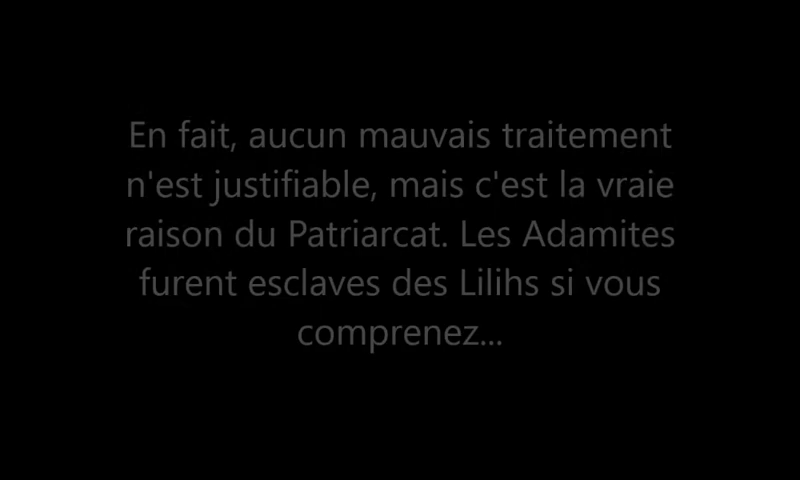 En fait, aucun mauvais traitement
n'est justifiable, mais c'est la vraie
raison du Patriarcat. Les Adamites
furent esclaves des Lilihs si vous
comprenez...